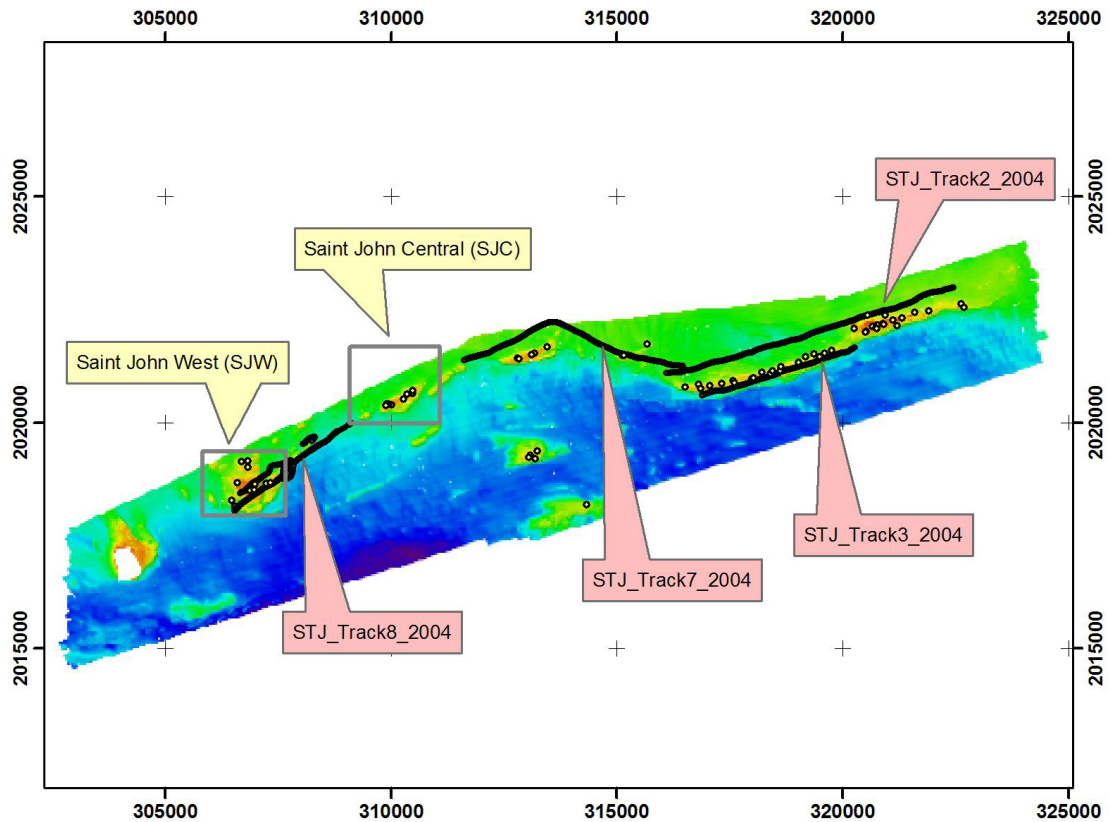 305000 310000 315000 320000 325000
2025000 2025000
STJ_Track2_2004
Saint John Central (SJC)
Saint John West (SJW)
2020000 2020000
STJ_Track3_2004
STJ_Track7_2004
STJ_Track8_2004
2015000 2015000
305000 310000 315000 320000 325000